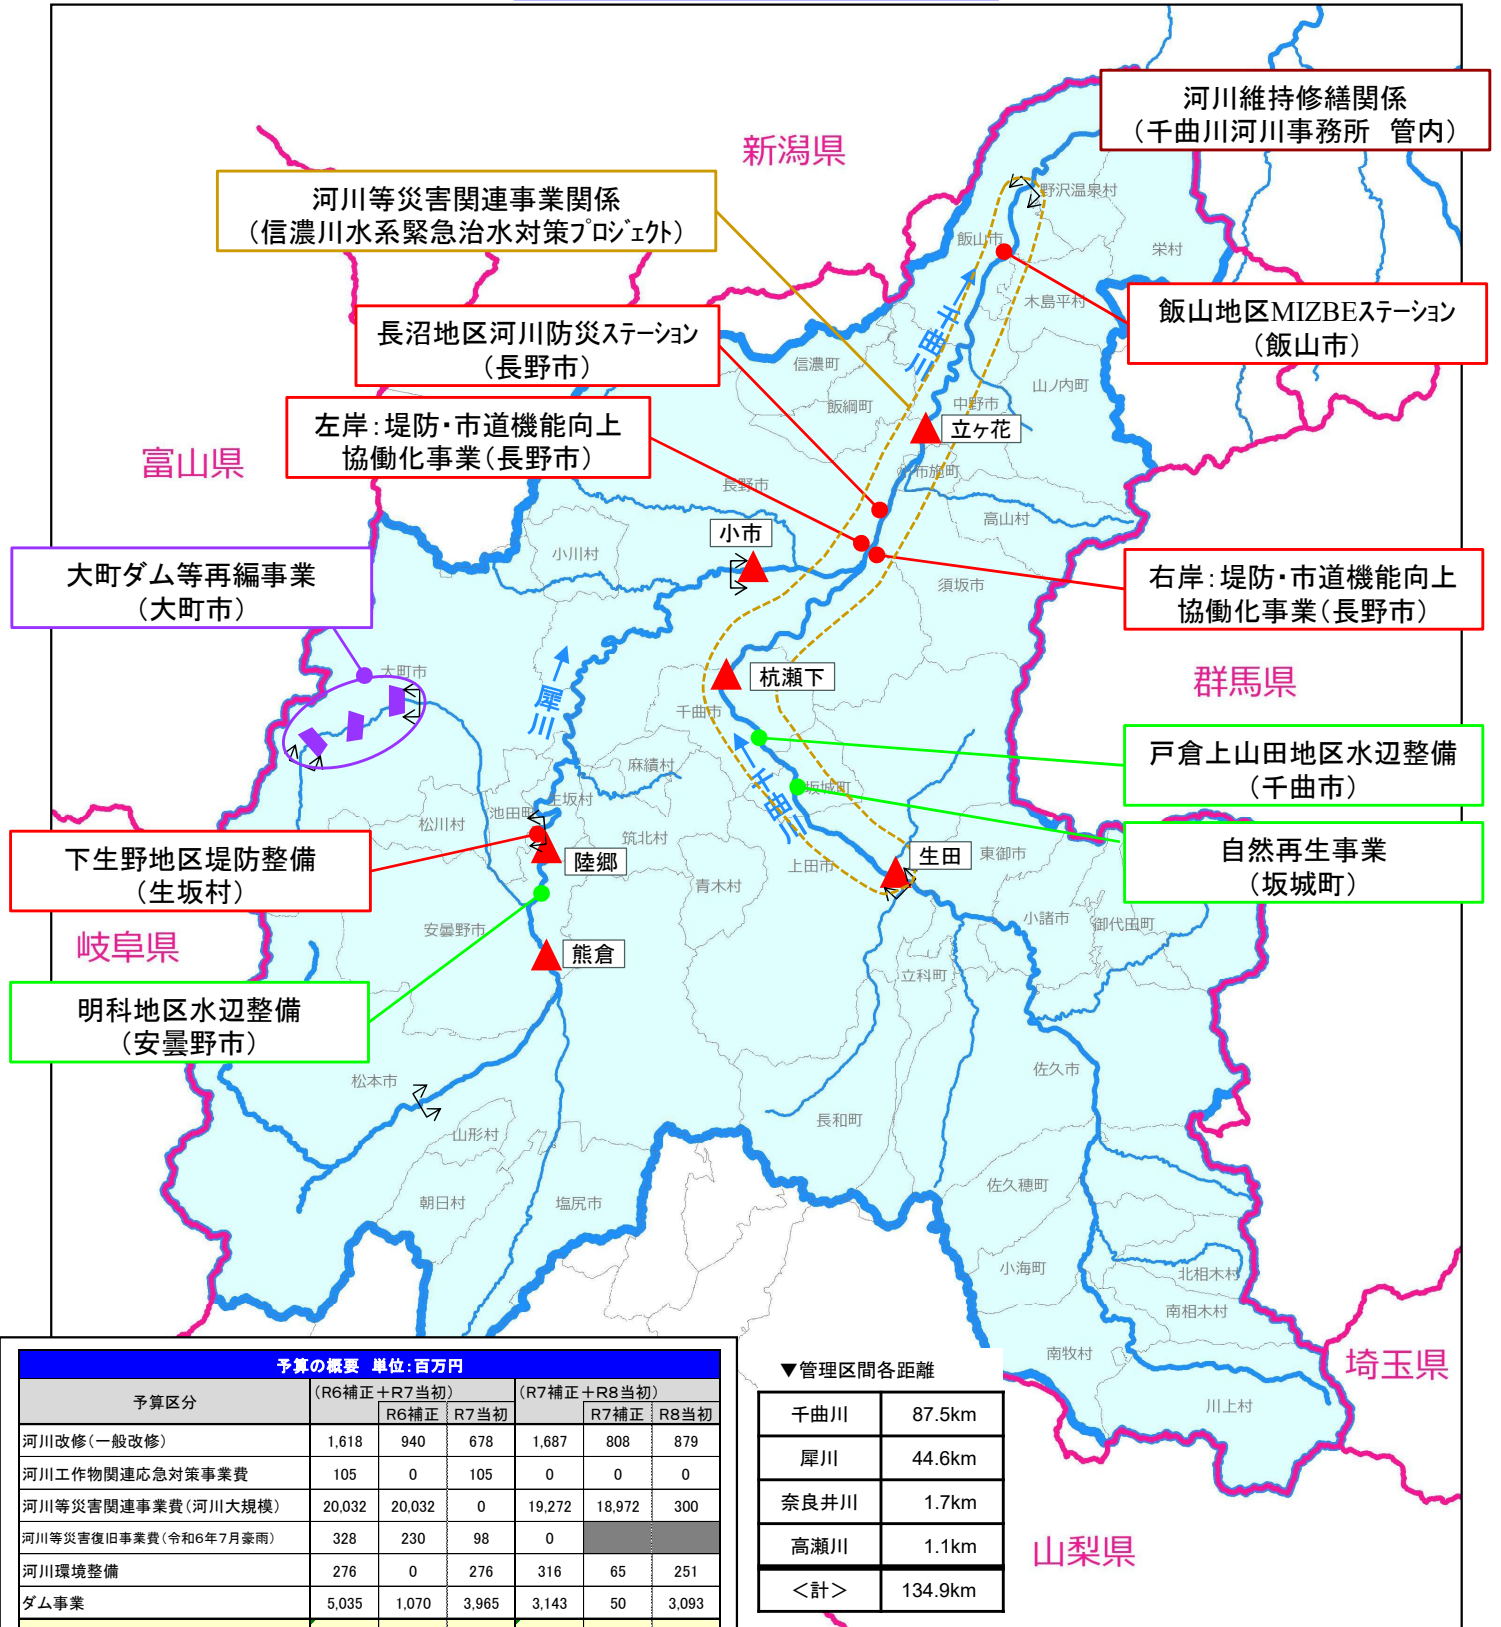 河川維持修繕関係
(千曲川河川事務所 管内)
新潟県
河川等災害関連事業関係
(信濃川水系緊急治水対策プロジェクト)
野沢温泉村
飯山市
栄村
木島平村
飯山地区MIZBEステーション
(飯山市)
長沼地区河川防災ステーション
(長野市)
千曲川
信濃町
山ノ内町
飯綱町
中野市
立ヶ花
左岸:堤防・市道機能向上
協働化事業(長野市)
富山県
小布施町
長野市
高山村
小市
小川村
須坂市
大町ダム等再編事業
(大町市)
右岸:堤防・市道機能向上
協働化事業(長野市)
大町市
杭瀬下
群馬県
犀川
千曲市
戸倉上山田地区水辺整備
(千曲市)
麻績村
坂城町
千曲川
生坂村
池田町
松川村
筑北村
自然再生事業
(坂城町)
下生野地区堤防整備
(生坂村)
陸郷
上田市
生田
東御市
青木村
小諸市
御代田町
安曇野市
岐阜県
熊倉
立科町
明科地区水辺整備
(安曇野市)
松本市
佐久市
長和町
山形村
朝日村
塩尻市
佐久穂町
小海町
北相木村
南相木村
南牧村
埼玉県
川上村
山梨県
予算の概要 単位:百万円
予算区分 (R6補正+R7当初) (R7補正+R8当初)
R6補正 R7当初 R7補正 R8当初
河川改修(一般改修) 1,618 940 678 1,687 808 879
河川工作物関連応急対策事業費 105 0 105 0 0 0
河川等災害関連事業費(河川大規模) 20,032 20,032 0 19,272 18,972 300
河川等災害復旧事業費(令和6年7月豪雨) 328 230 98 0
河川環境整備 276 0 276 316 65 251
ダム事業 5,035 1,070 3,965 3,143 50 3,093
▼管理区間各距離
千曲川 87.5km
犀川 44.6km
奈良井川 1.7km
高瀬川 1.1km
<計> 134.9km